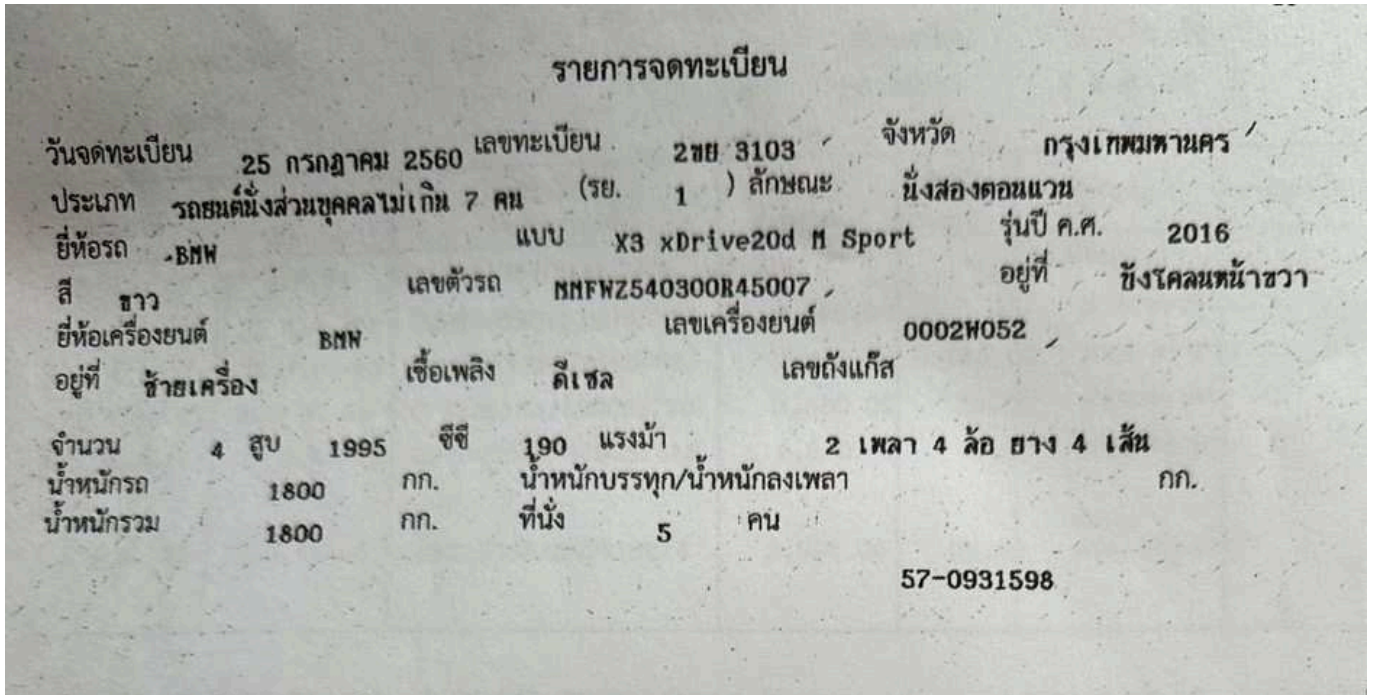 รายการจดทะเบียน
วันจดทะเบียน 25 กรกฎาคม 2560 เลขทะเบียน 2ขย 3103 จังหวัด กรุงเทพมหานคร
ประเภท รถยนต์นั่งส่วนบุคคลไม่เกิน 7 คน (รย. 1 ) ลักษณะ นั่งสองตอนแวน
ยี่ห้อรถ BMW แบบ X3 xDrive20d M Sport รุ่นปี ค.ศ. 2016
สี ขาว เลขตัวรถ MMFWZ540300R45007 อยู่ที่ ขังโคลนหน้าขวา
ยี่ห้อเครื่องยนต์ BMW เลขเครื่องยนต์ 0002W052
อยู่ที่ ซ้ายเครื่อง เชื้อเพลิง ดีเซล เลขถังแก๊ส
จำนวน 4 สูบ 1995 ซีซี 190 แรงม้า 2 เพลา 4 ล้อ ยาง 4 เส้น
น้ำหนักรถ 1800 กก. น้ำหนักบรรทุก/น้ำหนักลงเพลา กก.
น้ำหนักรวม 1800 กก. ที่นั่ง 5 คน
57-0931598